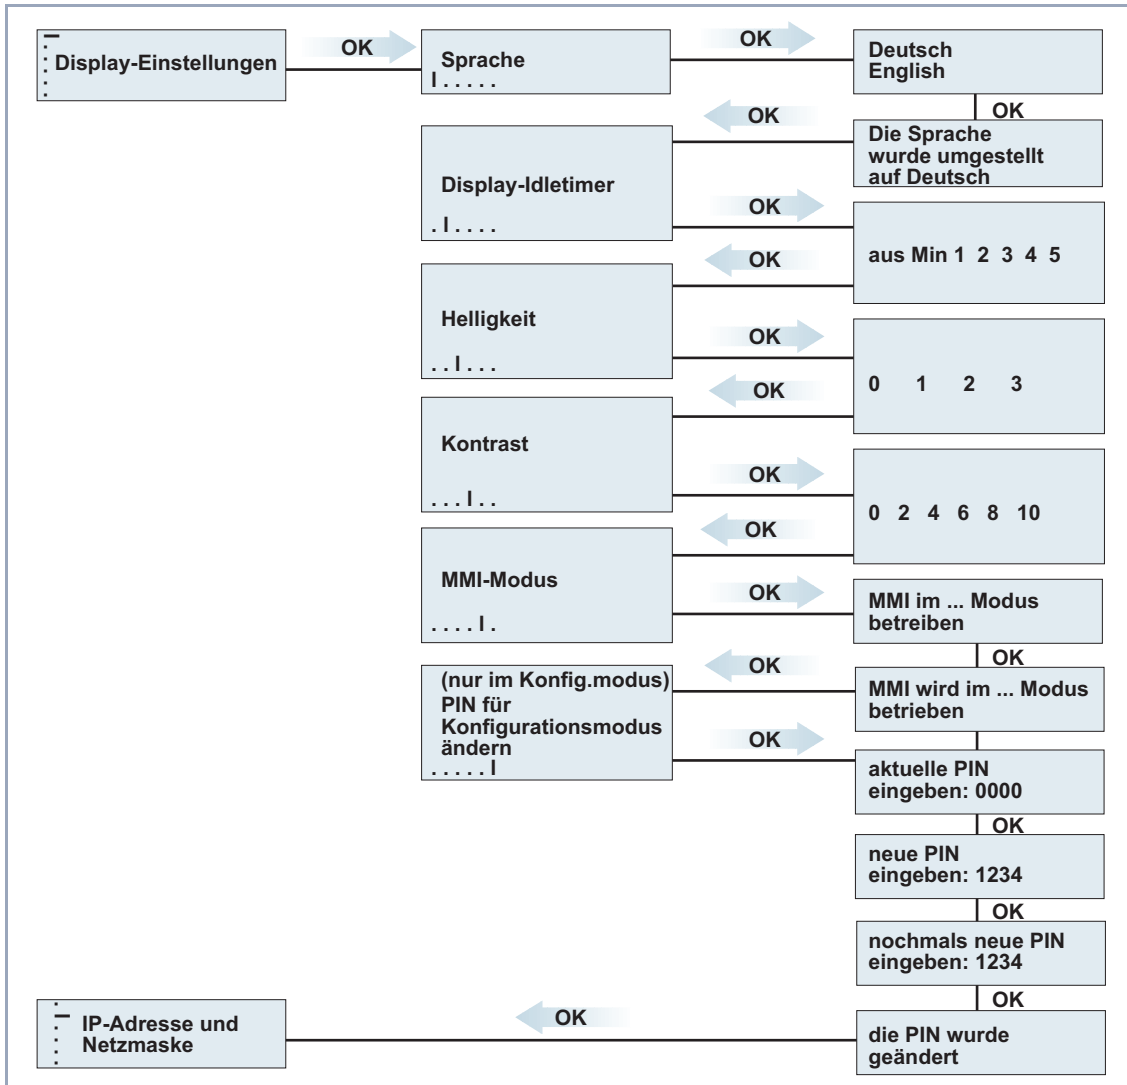 Display-Einstellungen
OK
Sprache
I . . . . .
OK
Deutsch
English
OK
Die Sprache
wurde umgestellt
auf Deutsch
OK
Display-Idletimer
. I . . . .
OK
aus Min 1 2 3 4 5
OK
Helligkeit
. . I . . .
OK
0 1 2 3
OK
Kontrast
. . . I . .
OK
0 2 4 6 8 10
OK
MMI-Modus
. . . . I .
OK
MMI im ... Modus
betreiben
OK
MMI wird im ... Modus
betrieben
OK
(nur im Konfig.modus)
PIN für
Konfigurationsmodus
ändern
. . . . . I
OK
aktuelle PIN
eingeben: 0000
OK
neue PIN
eingeben: 1234
OK
nochmals neue PIN
eingeben: 1234
OK
die PIN wurde
geändert
OK
IP-Adresse und
Netzmaske